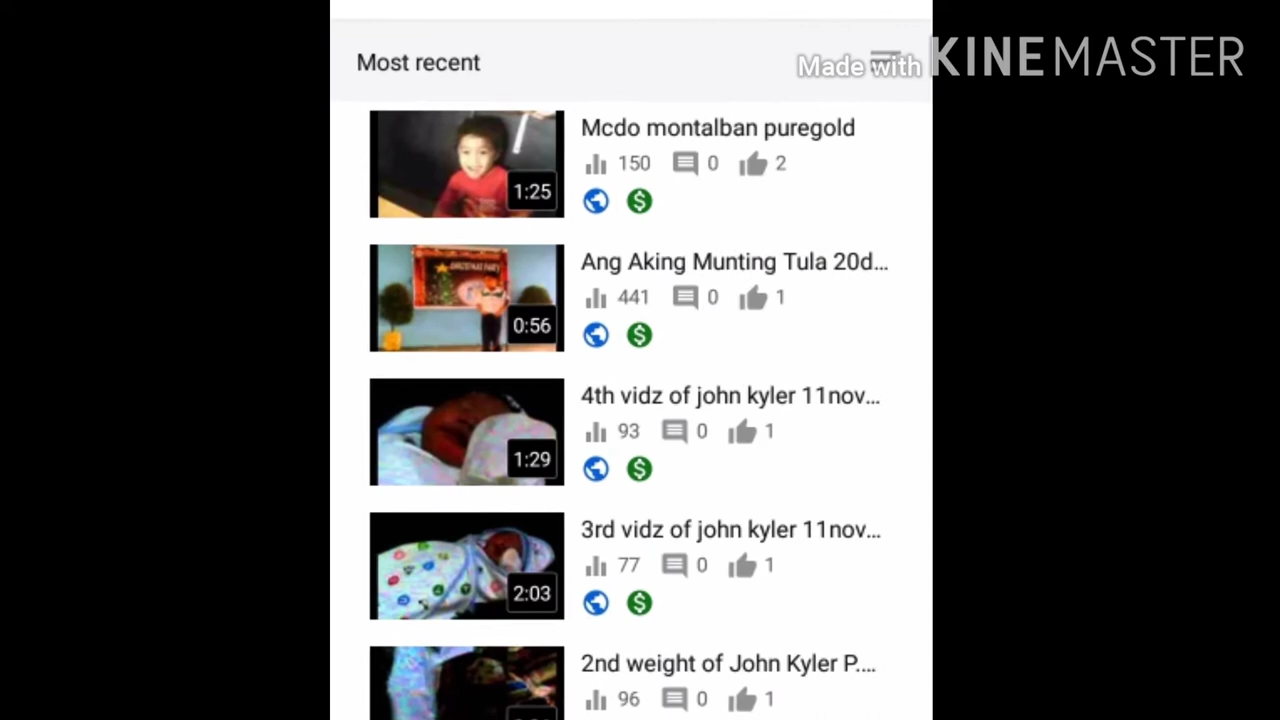 Most recent
Made with KINEMASTER
Mcdo montalban puregold
150 0 2
1:25
Ang Aking Munting Tula 20d...
441 0 1
0:56
CHRISTMAS PARTY
4th vidz of john kyler 11nov...
93 0 1
1:29
3rd vidz of john kyler 11nov...
77 0 1
2:03
2nd weight of John Kyler P....
96 0 1